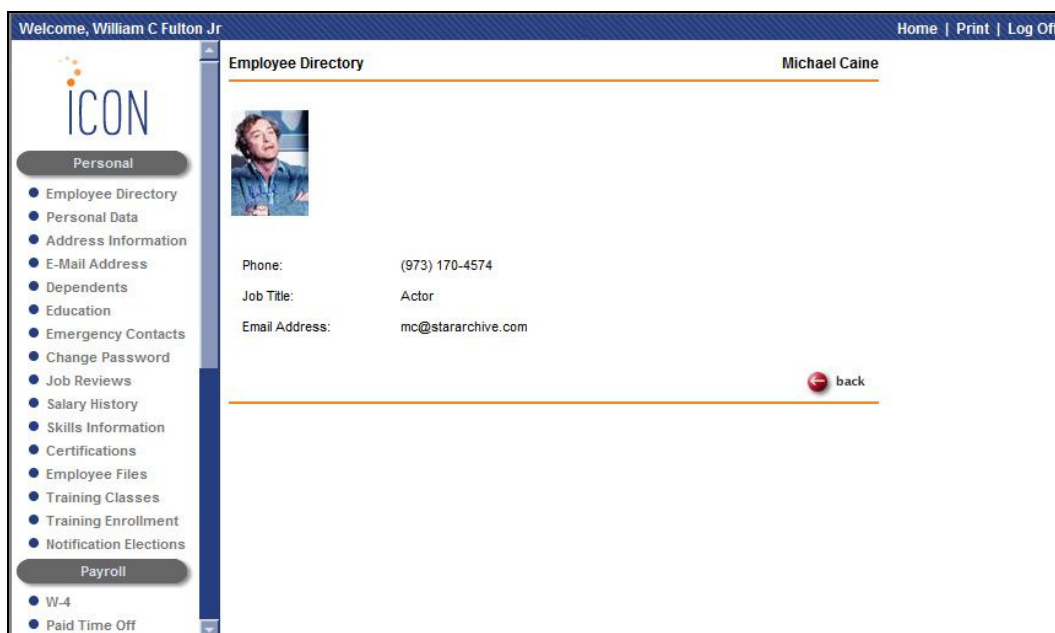 Welcome, William C Fulton Jr
Home | Print | Log Off
iCON
Personal
Employee Directory
Personal Data
Address Information
E-Mail Address
Dependents
Education
Emergency Contacts
Change Password
Job Reviews
Salary History
Skills Information
Certifications
Employee Files
Training Classes
Training Enrollment
Notification Elections
Payroll
W-4
Paid Time Off
Employee Directory
Michael Caine
Phone: (973) 170-4574
Job Title: Actor
Email Address: mc@stararchive.com
back